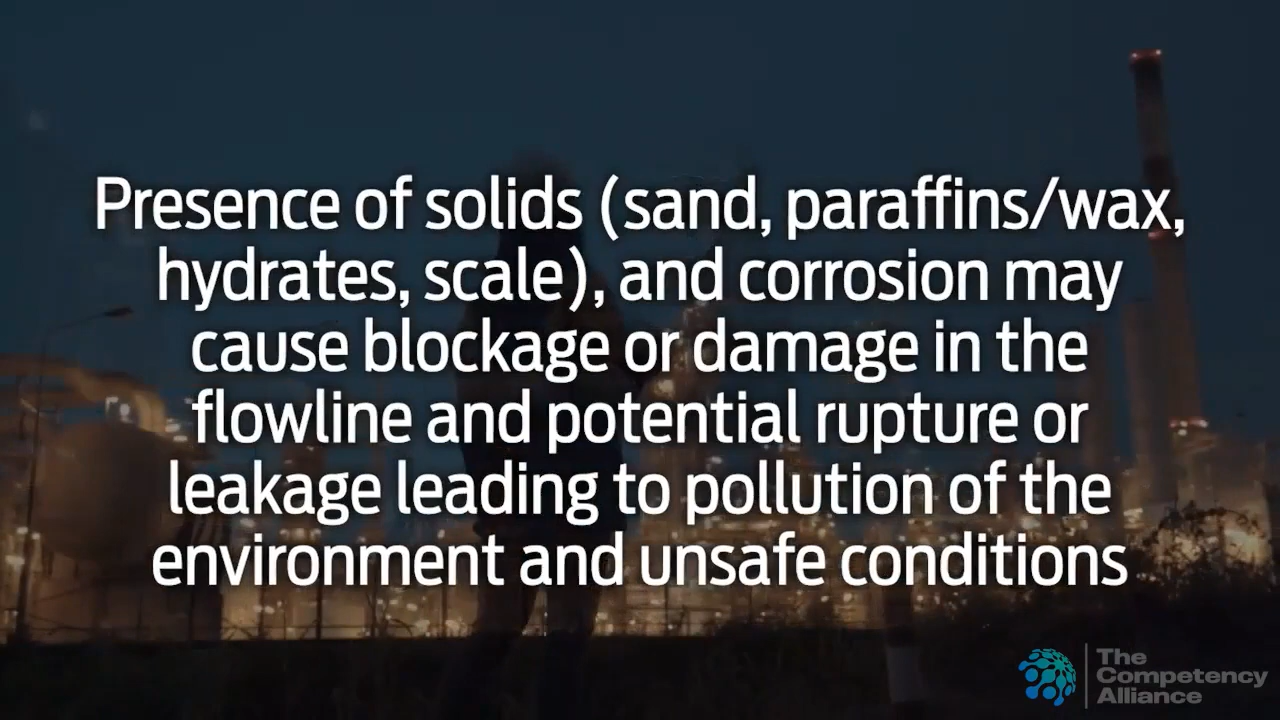 Presence of solids (sand, paraffins/wax,
hydrates, scale), and corrosion may
cause blockage or damage in the
flowline and potential rupture or
leakage leading to pollution of the
environment and unsafe conditions
The
Competency
Alliance